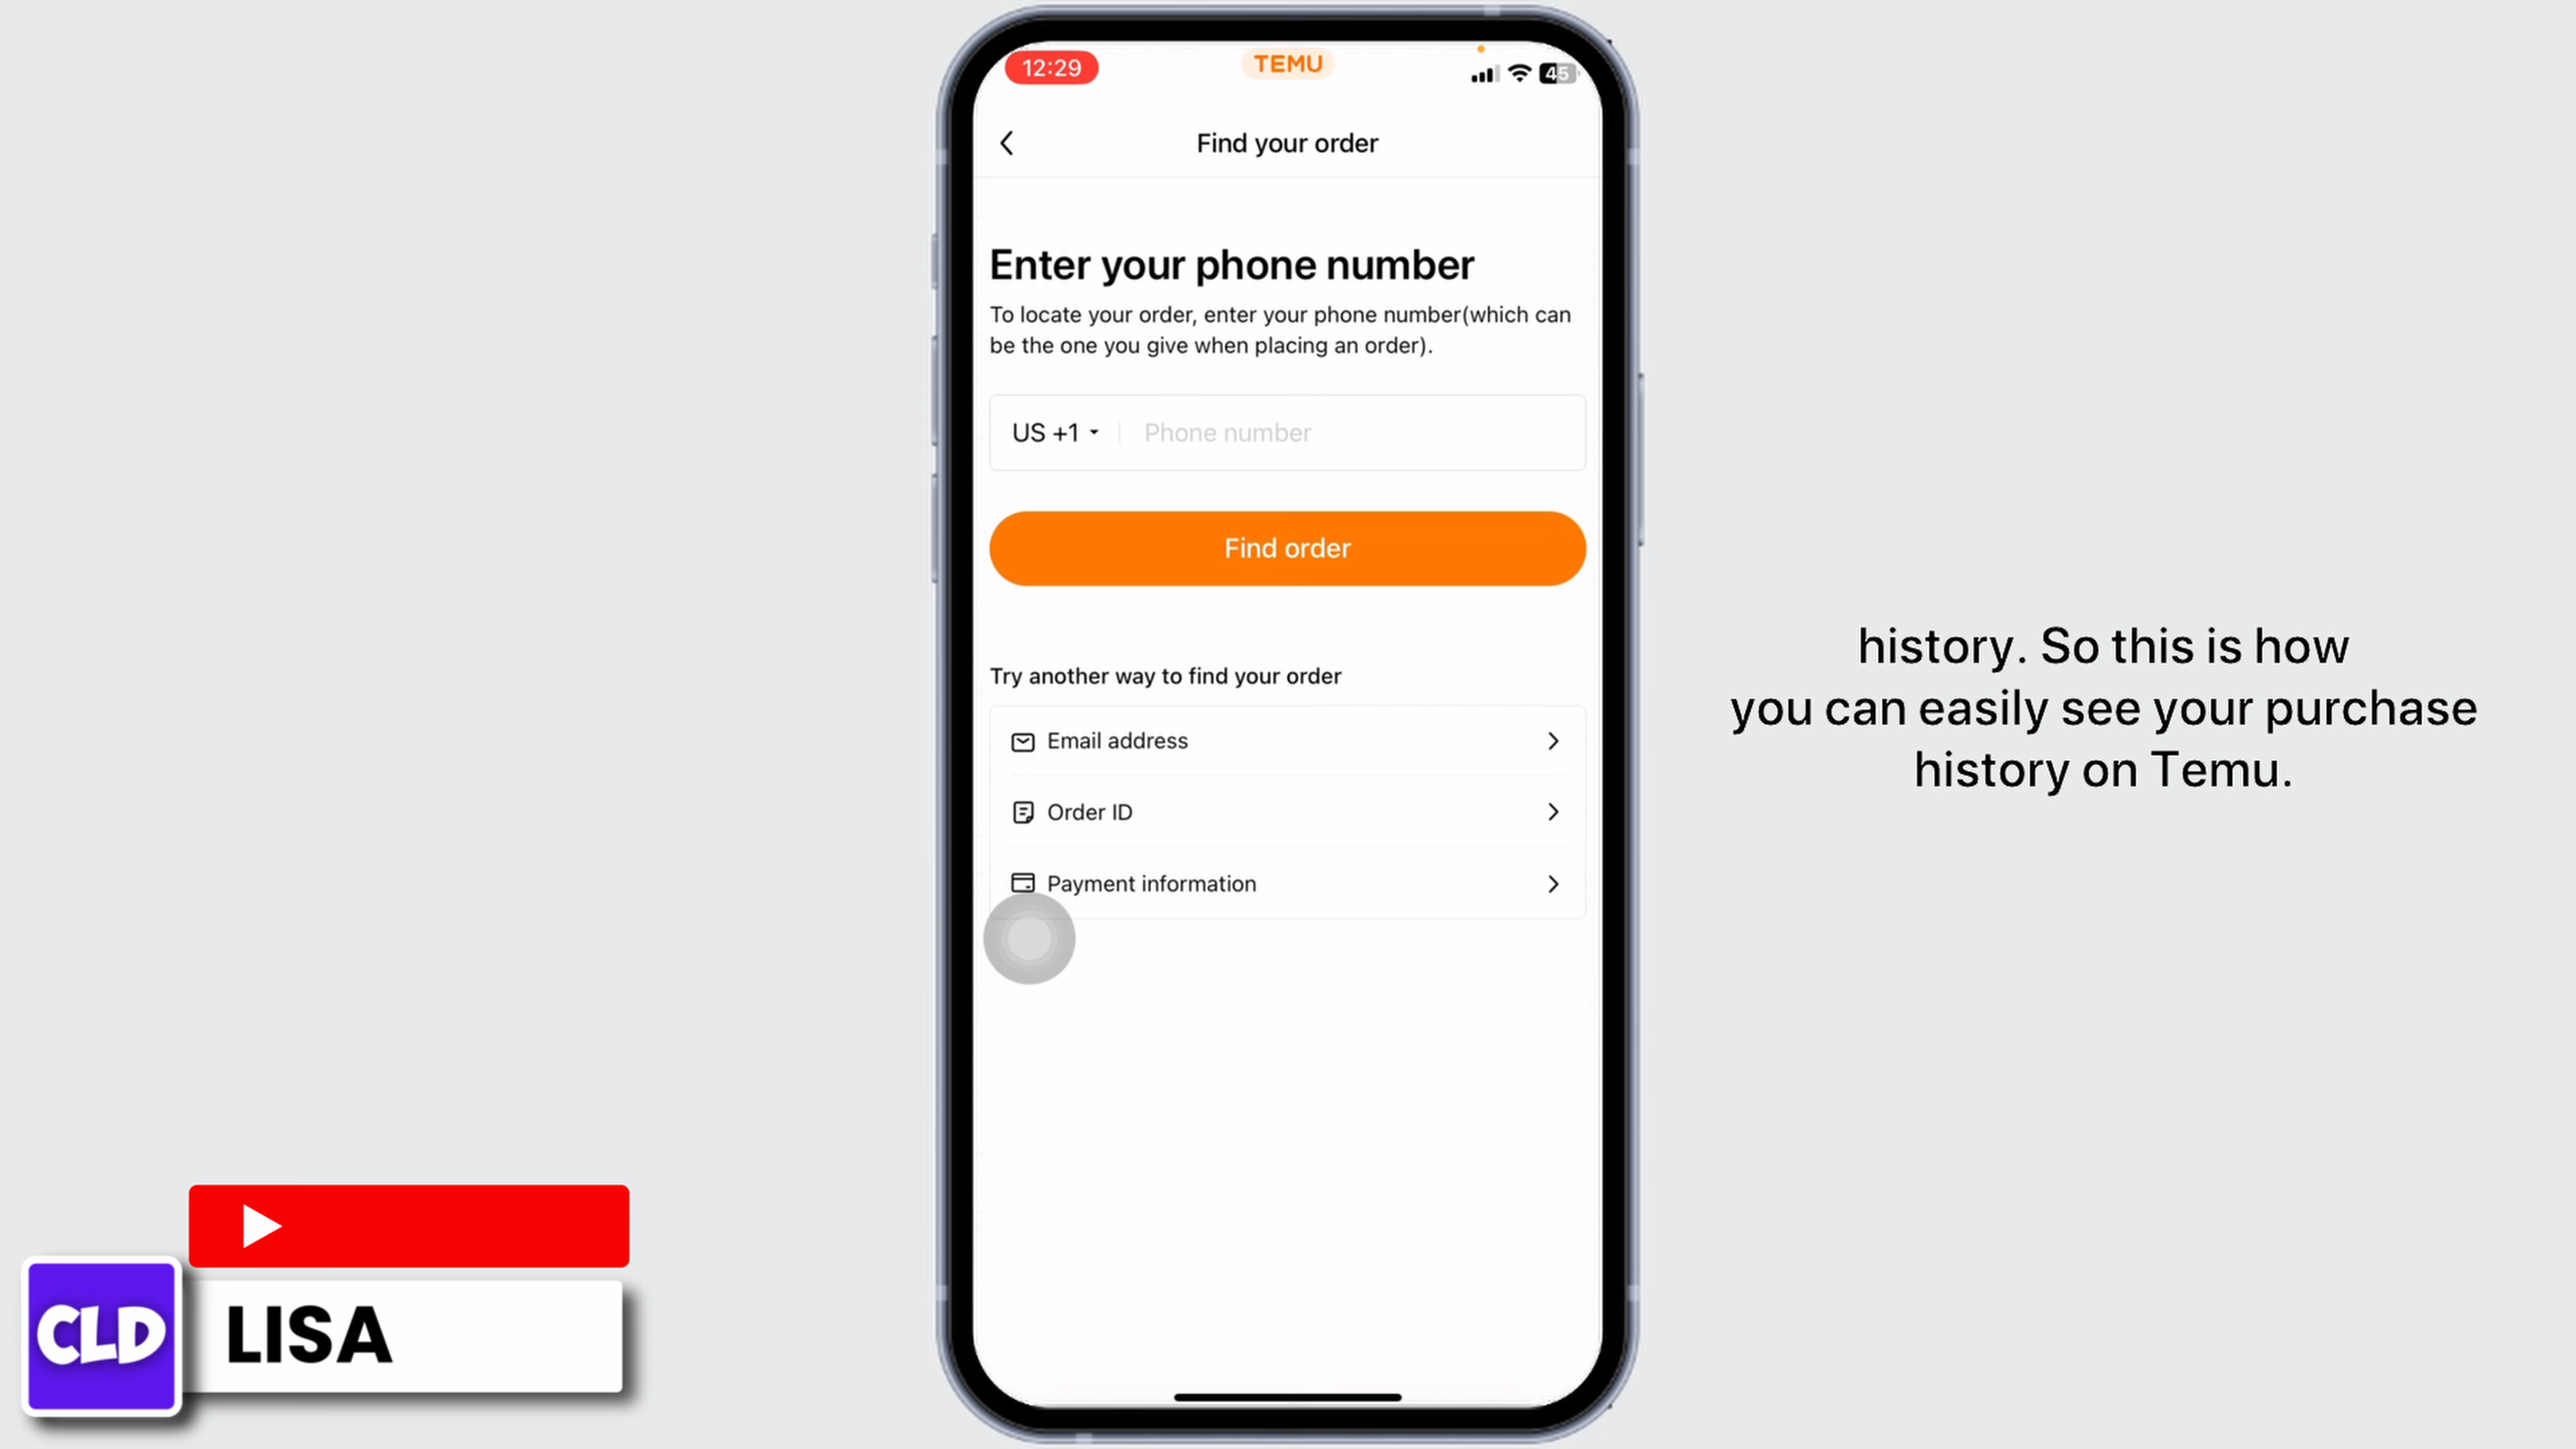 12:29
TEMU
45
Find your order
Enter your phone number
To locate your order, enter your phone number(which can
be the one you give when placing an order).
US +1
Phone number
Find order
Try another way to find your order
Email address
Order ID
Payment information
history. So this is how
you can easily see your purchase
history on Temu.
CLD
LISA